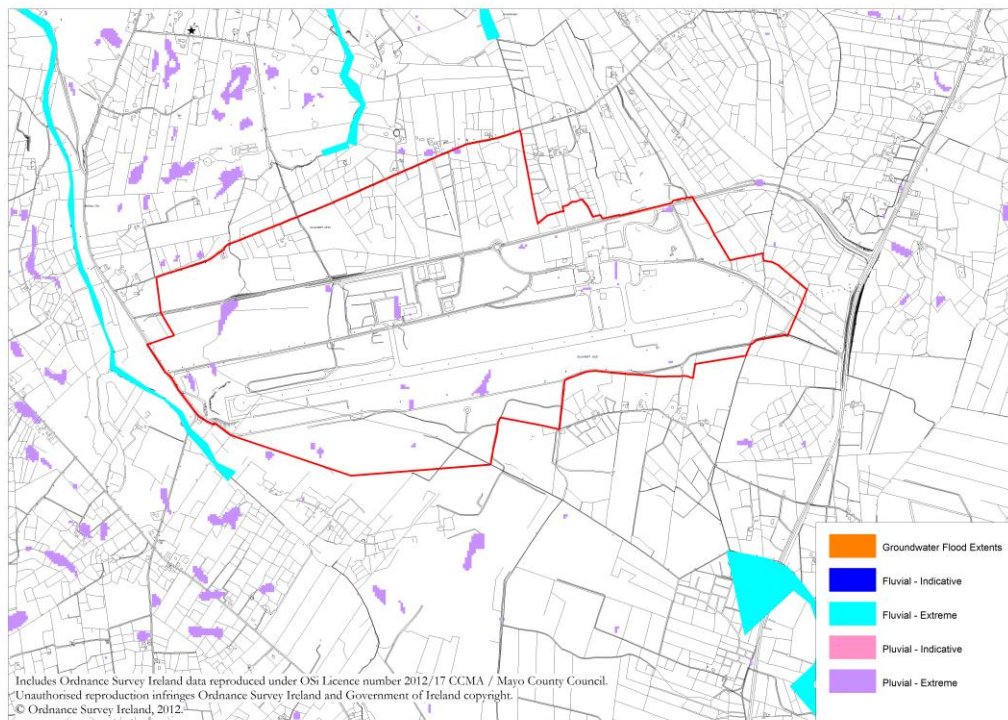 Groundwater Flood Extents
Fluvial - Indicative
Fluvial - Extreme
Pluvial - Indicative
Pluvial - Extreme
Includes Ordnance Survey Ireland data reproduced under OSi Licence number 2012/17 CCMA / Mayo County Council.
Unauthorised reproduction infringes Ordnance Survey Ireland and Government of Ireland copyright.
© Ordnance Survey Ireland, 2012.